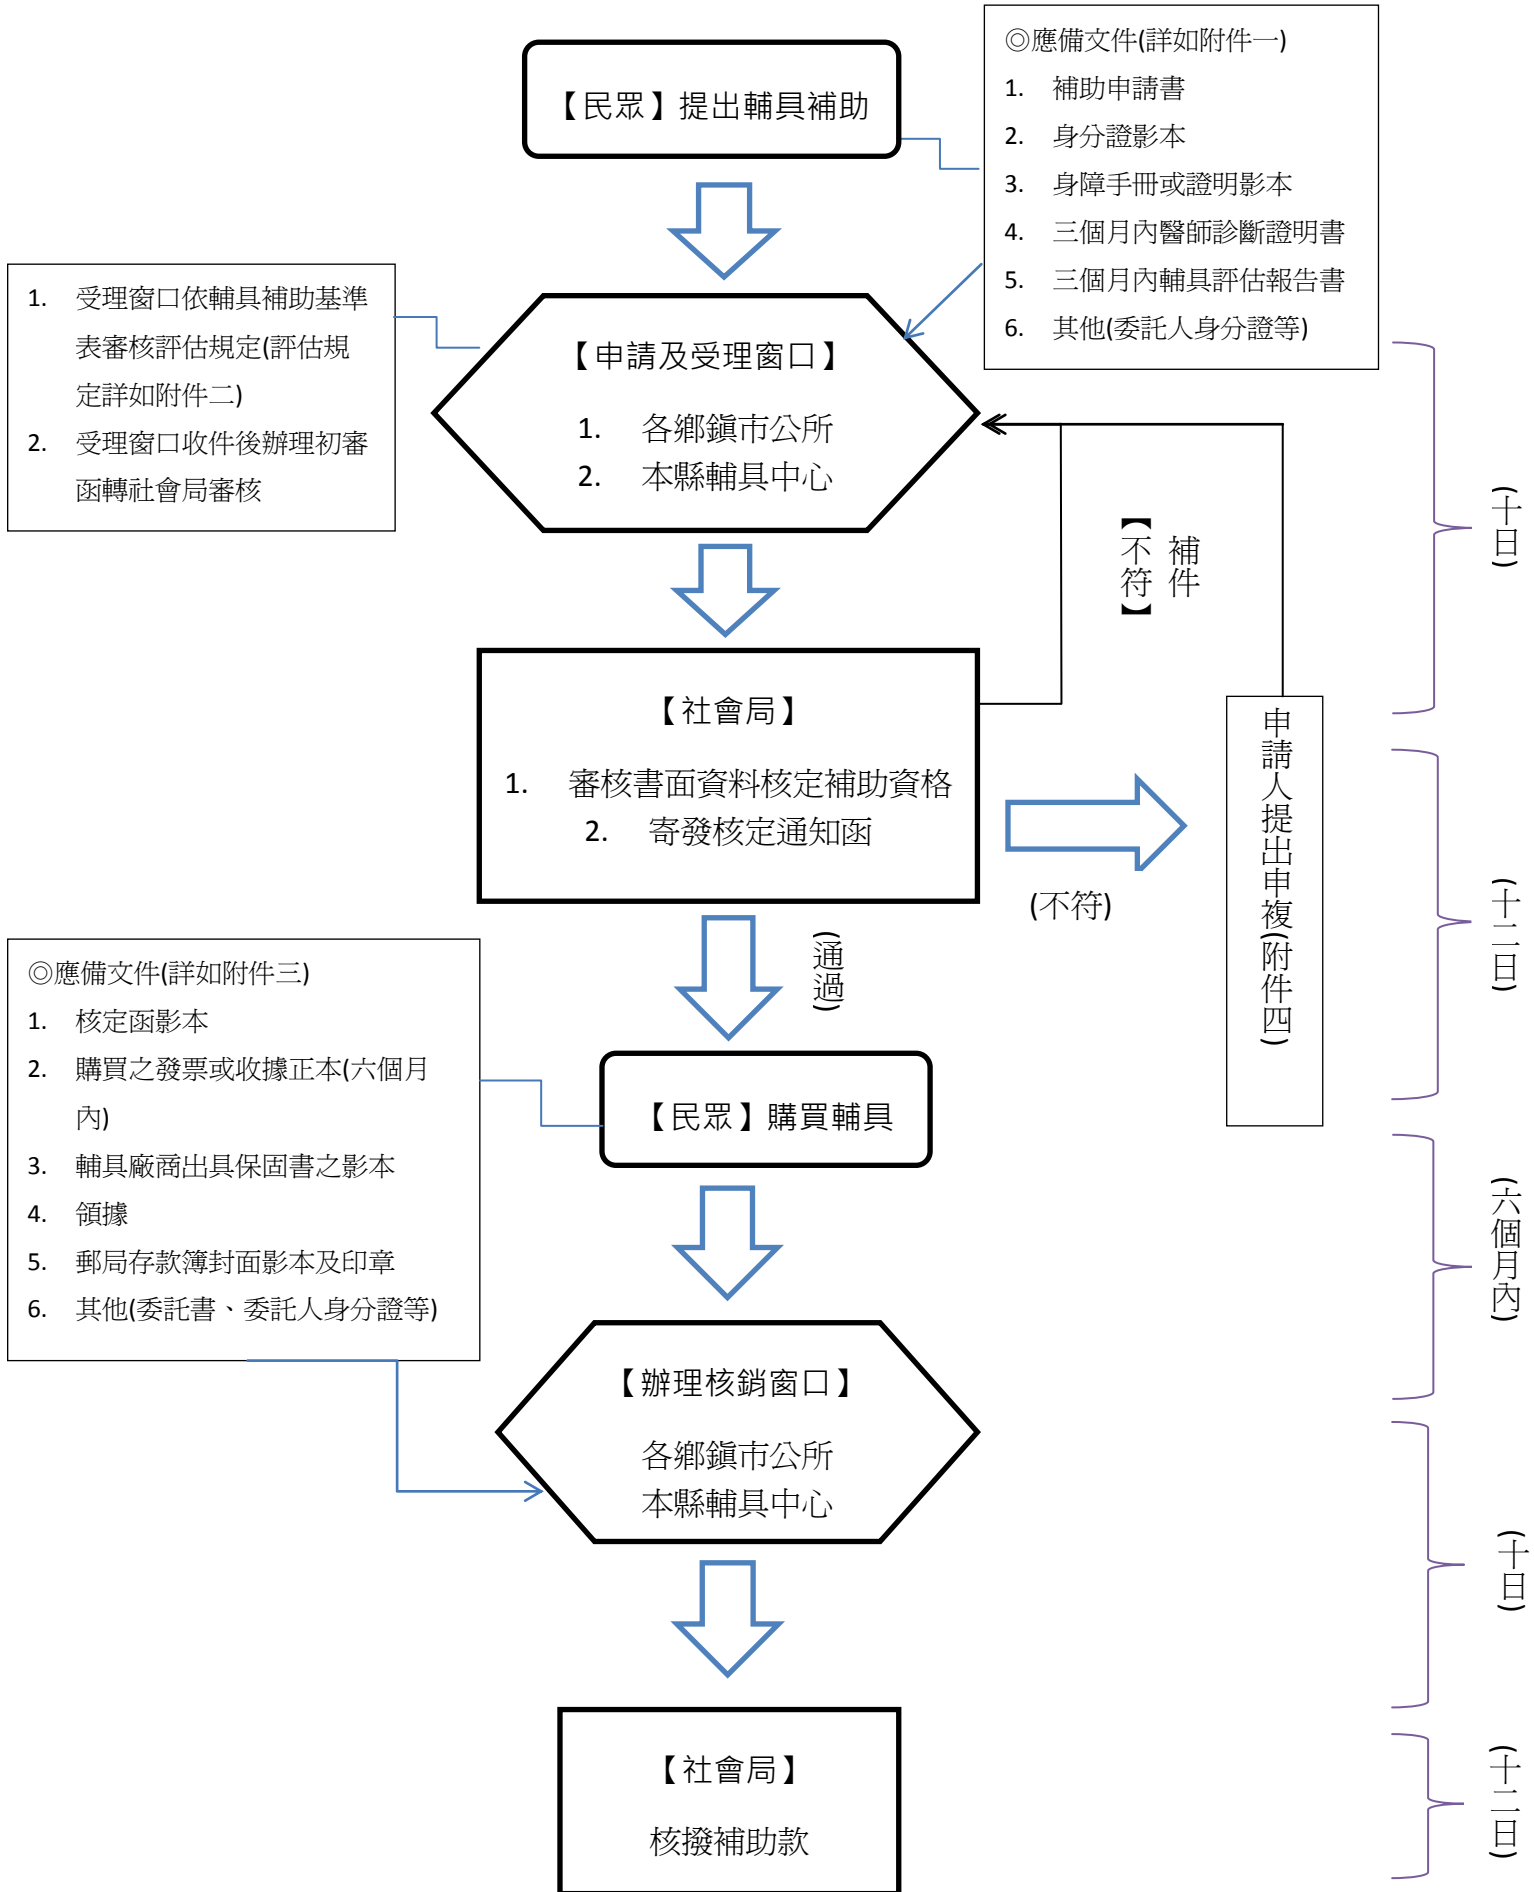 【民眾】提出輔具補助
◎應備文件(詳如附件一)
1. 補助申請書
2. 身分證影本
3. 身障手冊或證明影本
4. 三個月內醫師診斷證明書
5. 三個月內輔具評估報告書
6. 其他(委託人身分證等)
1. 受理窗口依輔具補助基準
表審核評估規定(評估規
定詳如附件二)
2. 受理窗口收件後辦理初審
函轉社會局審核
【申請及受理窗口】
1. 各鄉鎮市公所
2. 本縣輔具中心
(十日)
補件
【不符】
【社會局】
1. 審核書面資料核定補助資格
2. 寄發核定通知函
(不符)
申請人提出申複(附件四)
(十二日)
(通過)
◎應備文件(詳如附件三)
1. 核定函影本
2. 購買之發票或收據正本(六個月
內)
3. 輔具廠商出具保固書之影本
4. 領據
5. 郵局存款簿封面影本及印章
6. 其他(委託書、委託人身分證等)
【民眾】購買輔具
(六個月內)
【辦理核銷窗口】
各鄉鎮市公所
本縣輔具中心
(十日)
【社會局】
核撥補助款
(十二日)